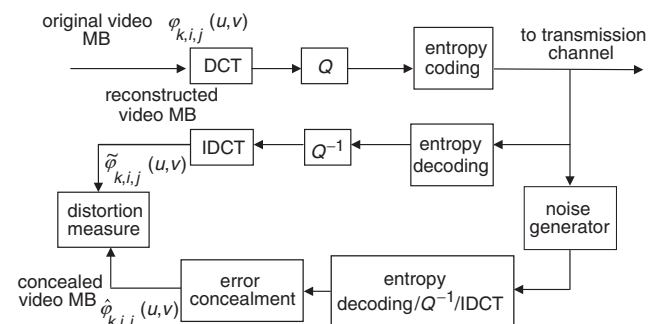 original video
MB
φ k,i,j (u,v)
DCT
Q
entropy
coding
to transmission
channel
reconstructed
video MB
φ̃ k,i,j (u,v)
IDCT
Q⁻¹
entropy
decoding
distortion
measure
noise
generator
concealed
video MB
φ̂ k,i,j (u,v)
error
concealment
entropy
decoding/Q⁻¹/IDCT